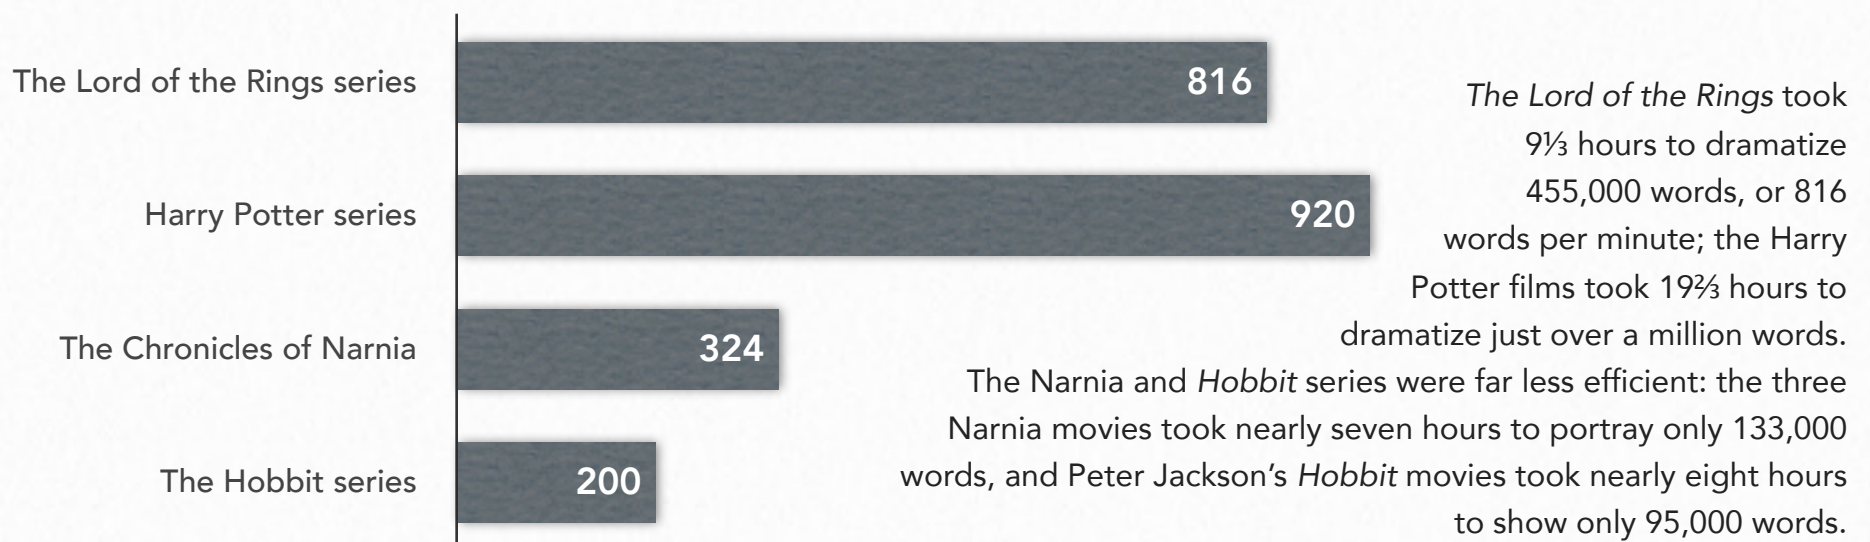 The Lord of the Rings series
816
Harry Potter series
920
The Chronicles of Narnia
324
The Hobbit series
200
The Lord of the Rings took
9⅓ hours to dramatize
455,000 words, or 816
words per minute; the Harry
Potter films took 19⅔ hours to
dramatize just over a million words.
The Narnia and Hobbit series were far less efficient: the three
Narnia movies took nearly seven hours to portray only 133,000
words, and Peter Jackson’s Hobbit movies took nearly eight hours
to show only 95,000 words.